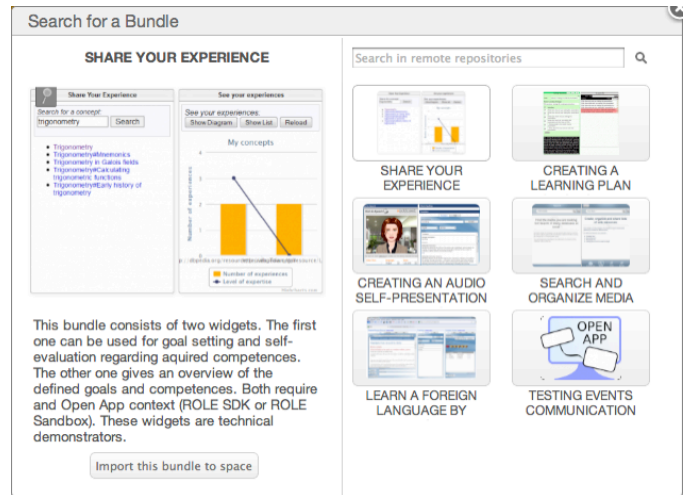 Search for a Bundle
SHARE YOUR EXPERIENCE
Share Your Experience
Search for a concept:
trigonometry
Search
Trigonometry
Trigonometry#Mnemonics
Trigonometry in Galois fields
Trigonometry#Calculating
trigonometric functions
Trigonometry#Early history of
trigonometry
See your experiences
See your experiences:
Show Diagram
Show List
Reload
My concepts
Number of experiences
4
3
2
1
0
Number of experiences
Level of expertise
This bundle consists of two widgets. The first
one can be used for goal setting and self-
evaluation regarding aquired competences.
The other one gives an overview of the
defined goals and competences. Both require
and Open App context (ROLE SDK or ROLE
Sandbox). These widgets are technical
demonstrators.
Import this bundle to space
Search in remote repositories
SHARE YOUR
EXPERIENCE
CREATING A
LEARNING PLAN
CREATING AN AUDIO
SELF-PRESENTATION
SEARCH AND
ORGANIZE MEDIA
LEARN A FOREIGN
LANGUAGE BY
OPEN
APP
TESTING EVENTS
COMMUNICATION